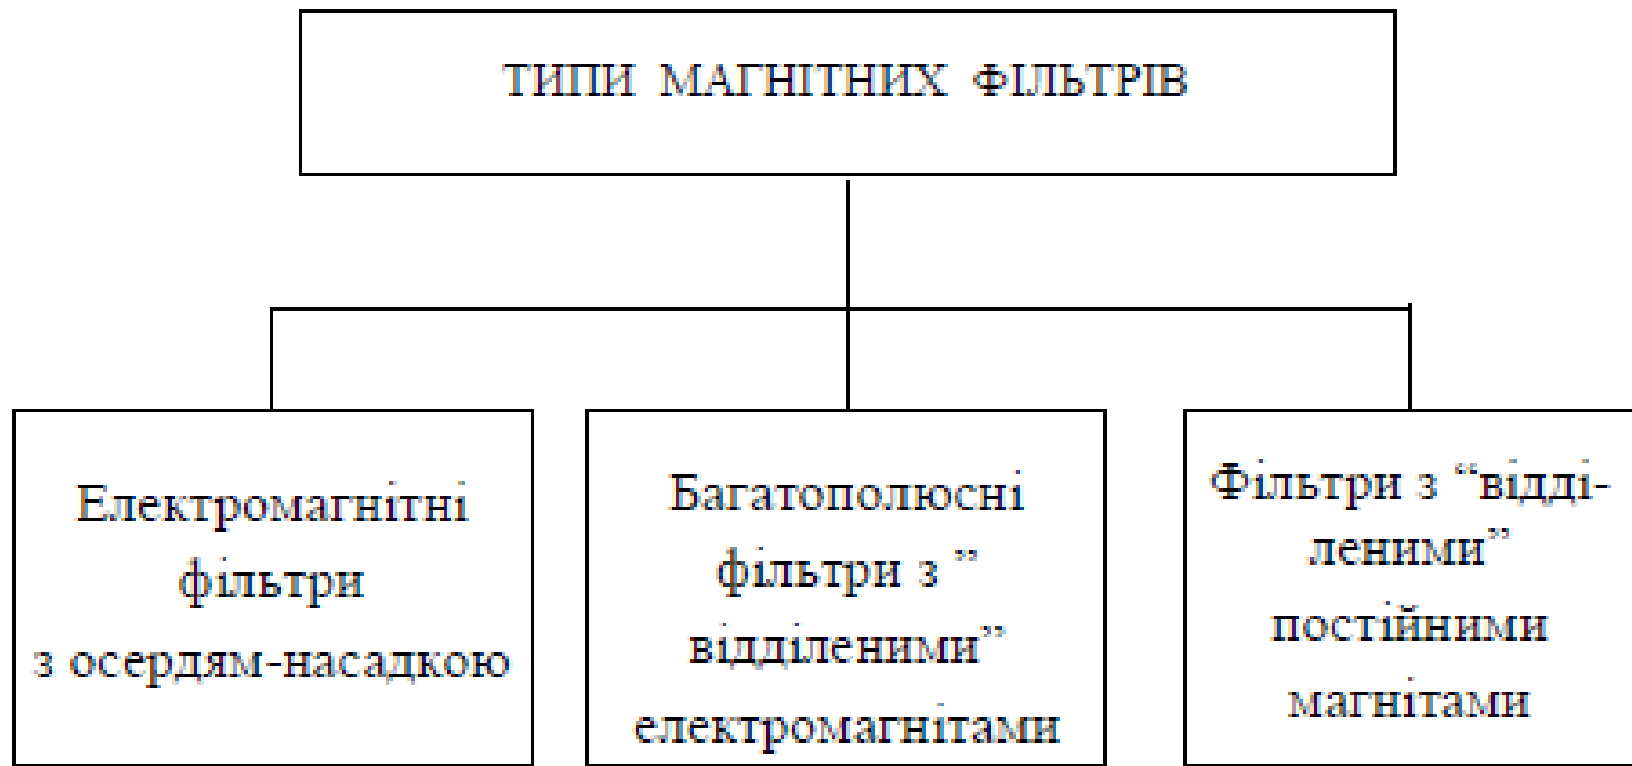 ТИПИ МАГНІТНИХ ФІЛЬТРІВ
Електромагнітні
фільтри
з осердям-насадкою
Багатополюсні
фільтри з ”
відділеними”
електромагнітами
Фільтри з “відді-
леними”
постійними
магнітами